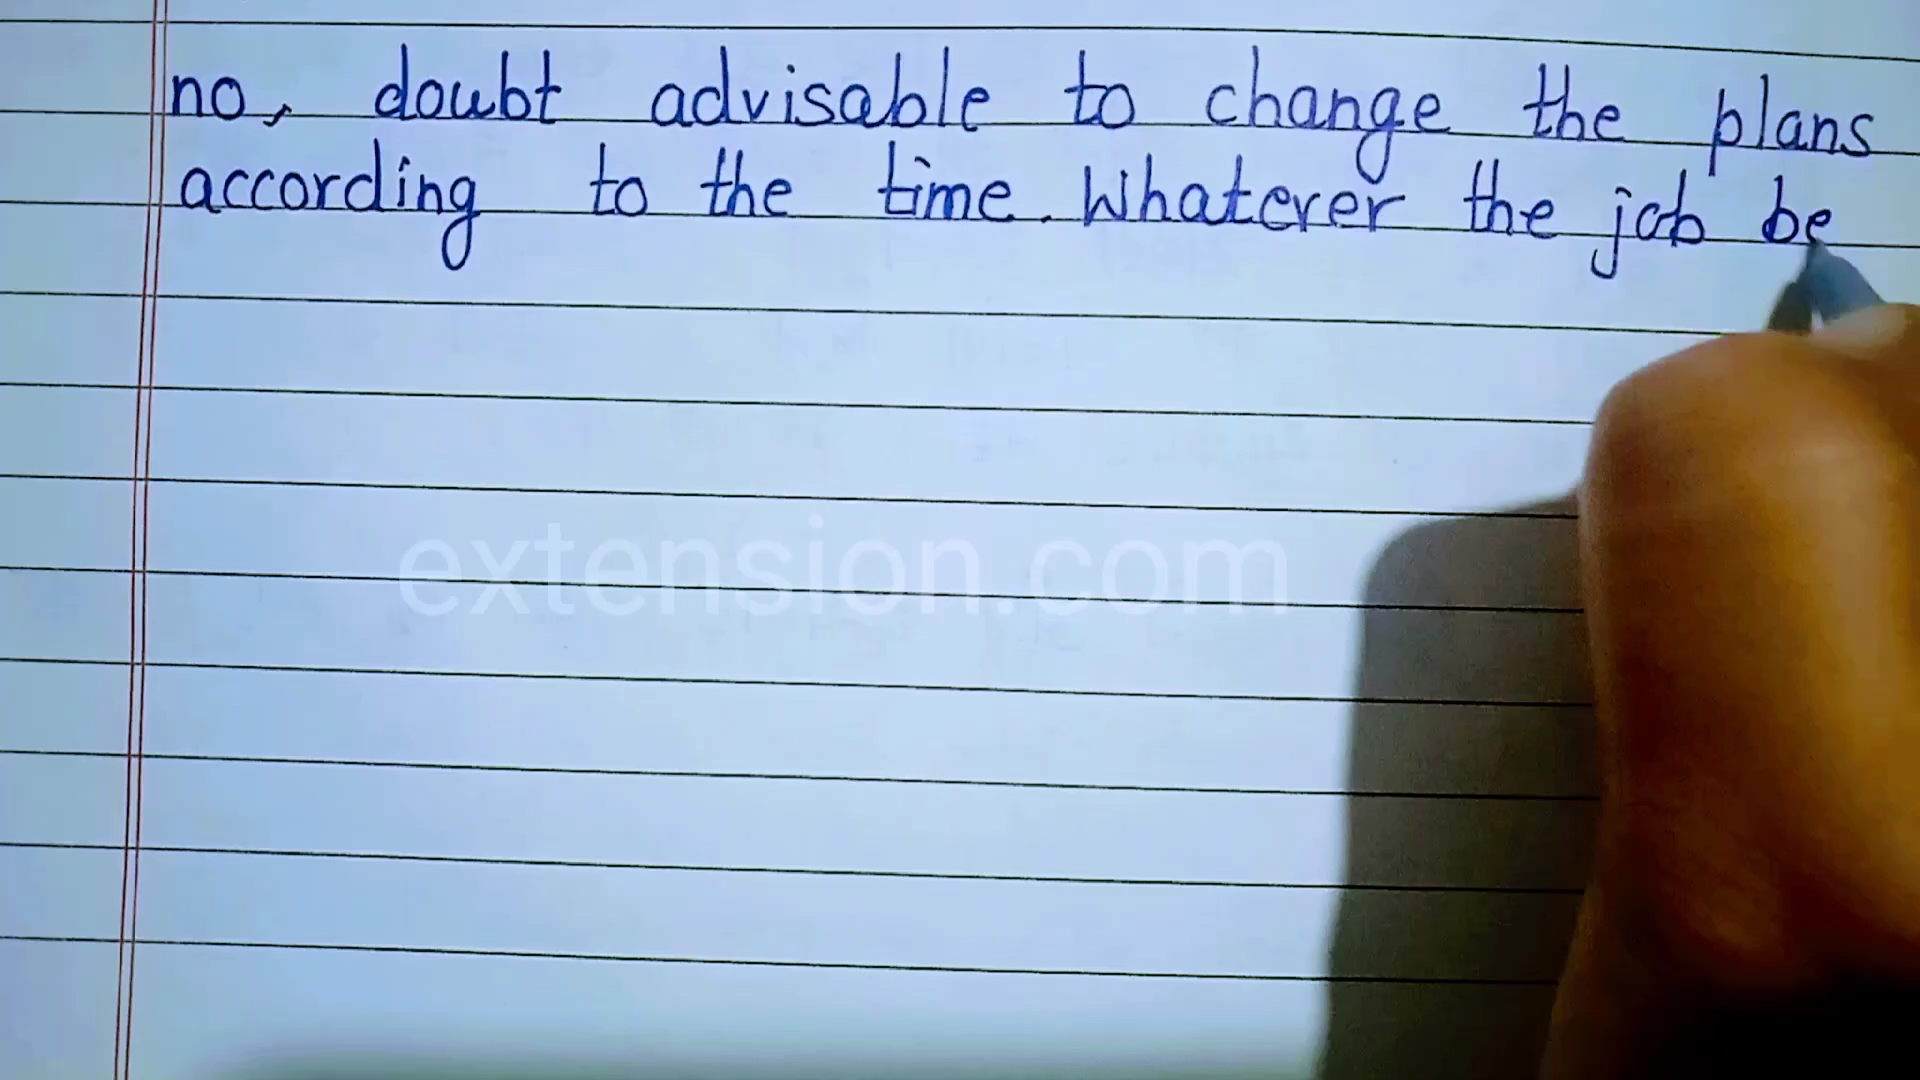 no, doubt advisable to change the plans
according to the time. Whatever the job be
extension.com